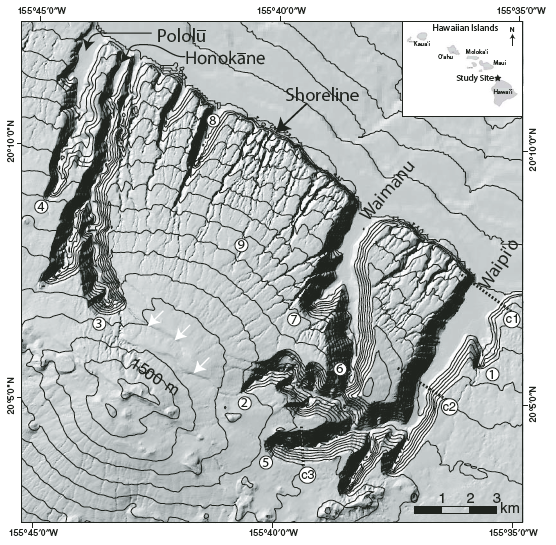 155°45'0"W 155°40'0"W 155°35'0"W
Hawaiian Islands
N
Kaua'i
O'ahu
Moloka'i
Maui
Study Site
Hawai'i
Pololū
Honokāne
Shoreline
20°10'0"N
20°10'0"N
8
4
Waimanu
9
Waipi'o
7
3
c1
1500 m
6
1
2
c2
20°5'0"N
20°5'0"N
5
c3
0 1 2 3
km
155°45'0"W 155°40'0"W 155°35'0"W